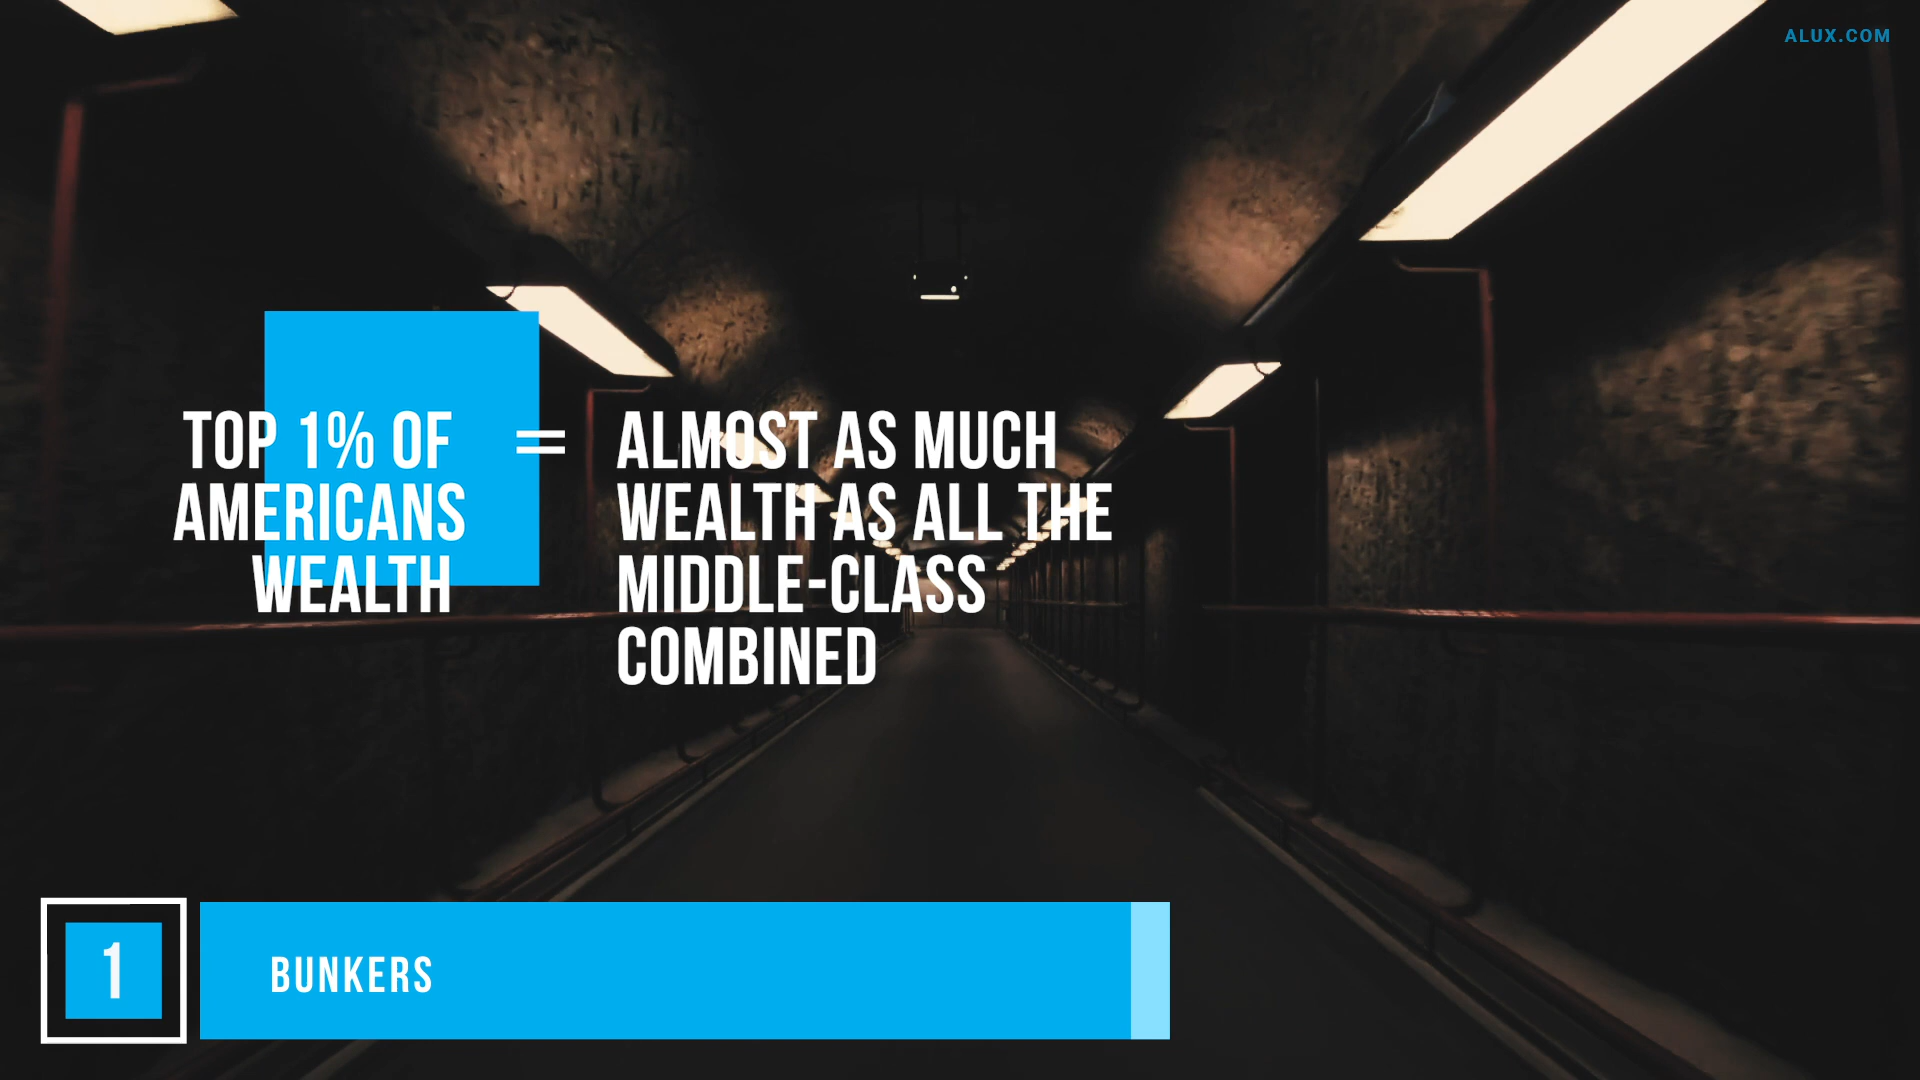 ALUX.COM
TOP 1% OF
AMERICANS
WEALTH
=
ALMOST AS MUCH
WEALTH AS ALL THE
MIDDLE-CLASS
COMBINED
1
BUNKERS